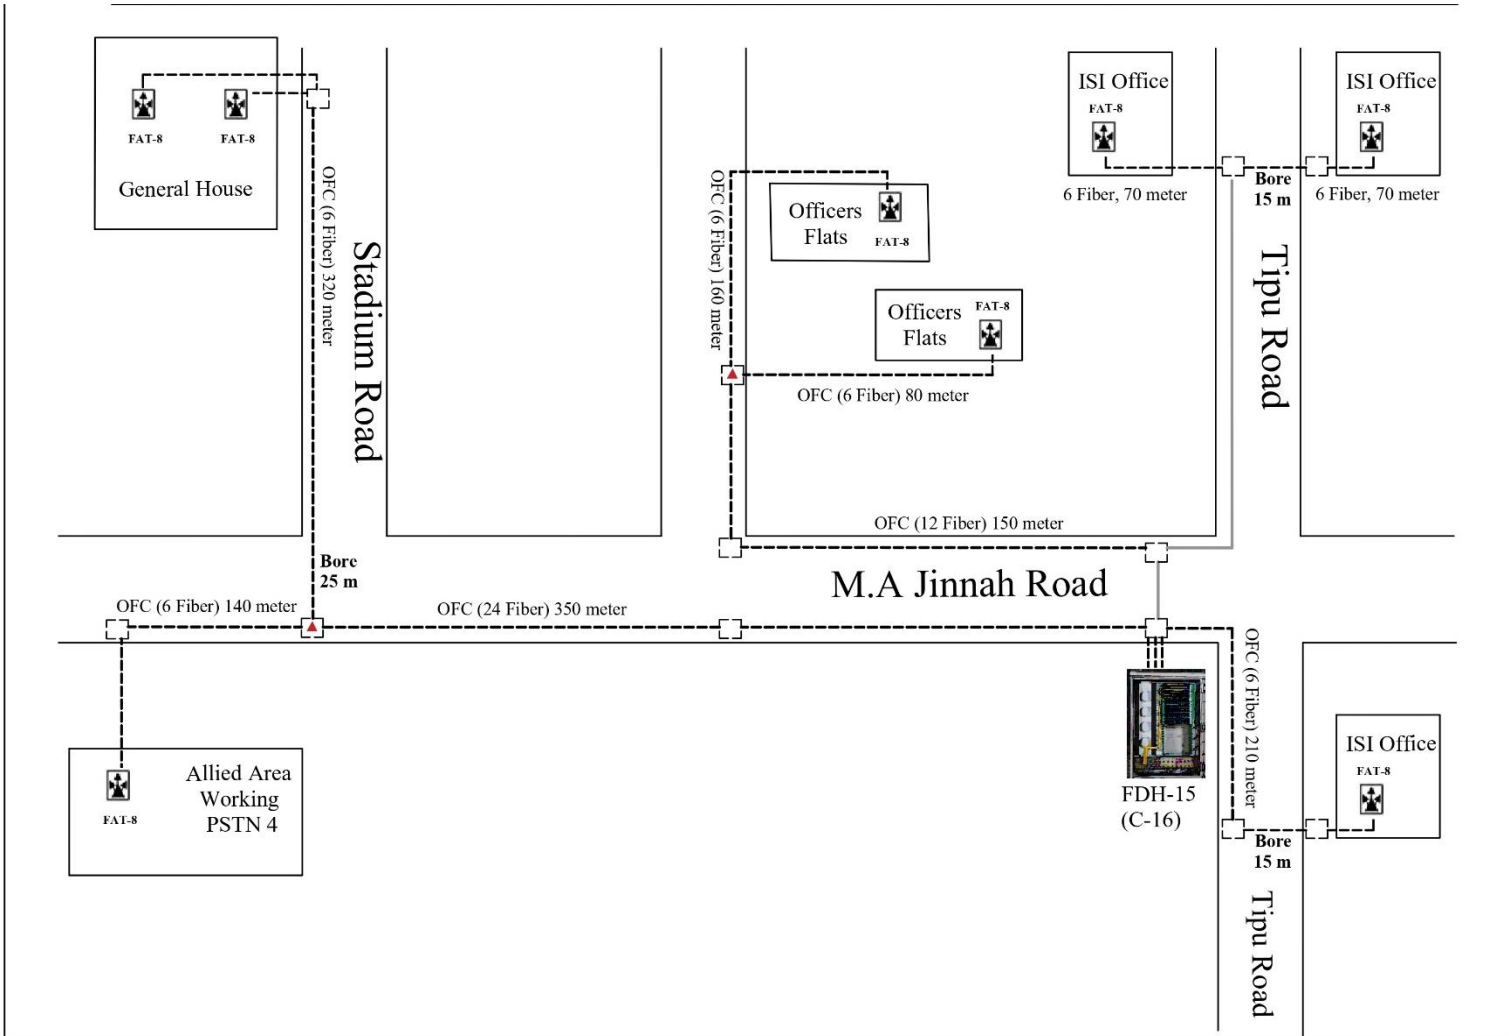 FAT-8
FAT-8
General House
OFC (6 Fiber) 320 meter
Stadium Road
Bore
25 m
OFC (6 Fiber) 140 meter
OFC (24 Fiber) 350 meter
FAT-8
Allied Area
Working
PSTN 4
OFC (6 Fiber) 160 meter
Officers
Flats
FAT-8
Officers
Flats
FAT-8
OFC (6 Fiber) 80 meter
OFC (12 Fiber) 150 meter
M.A Jinnah Road
ISI Office
FAT-8
6 Fiber, 70 meter
Bore
15 m
ISI Office
FAT-8
6 Fiber, 70 meter
Tipu Road
FDH-15
(C-16)
OFC (6 Fiber) 210 meter
ISI Office
FAT-8
Bore
15 m
Tipu Road